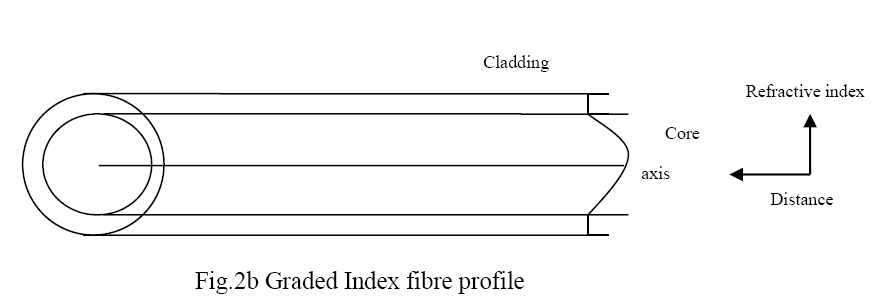 Cladding
Refractive index
Core
axis
Distance
Fig.2b Graded Index fibre profile